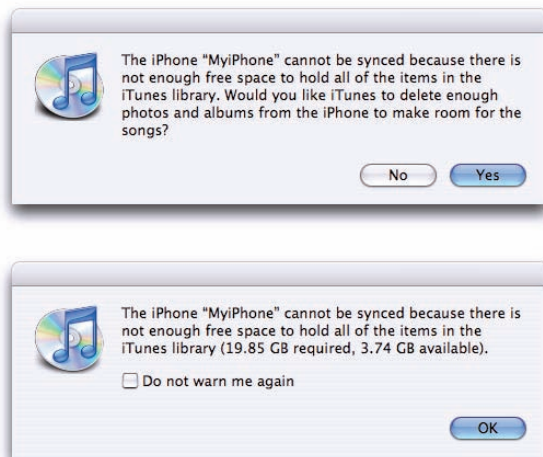 The iPhone “MyiPhone” cannot be synced because there is
not enough free space to hold all of the items in the
iTunes library. Would you like iTunes to delete enough
photos and albums from the iPhone to make room for the
songs?
No Yes
The iPhone “MyiPhone” cannot be synced because there is
not enough free space to hold all of the items in the
iTunes library (19.85 GB required, 3.74 GB available).
Do not warn me again
OK